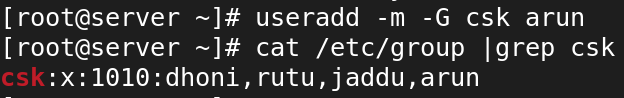 [root@server ~]# useradd -m -G csk arun
[root@server ~]# cat /etc/group |grep csk
csk:x:1010:dhoni,rutu,jaddu,arun